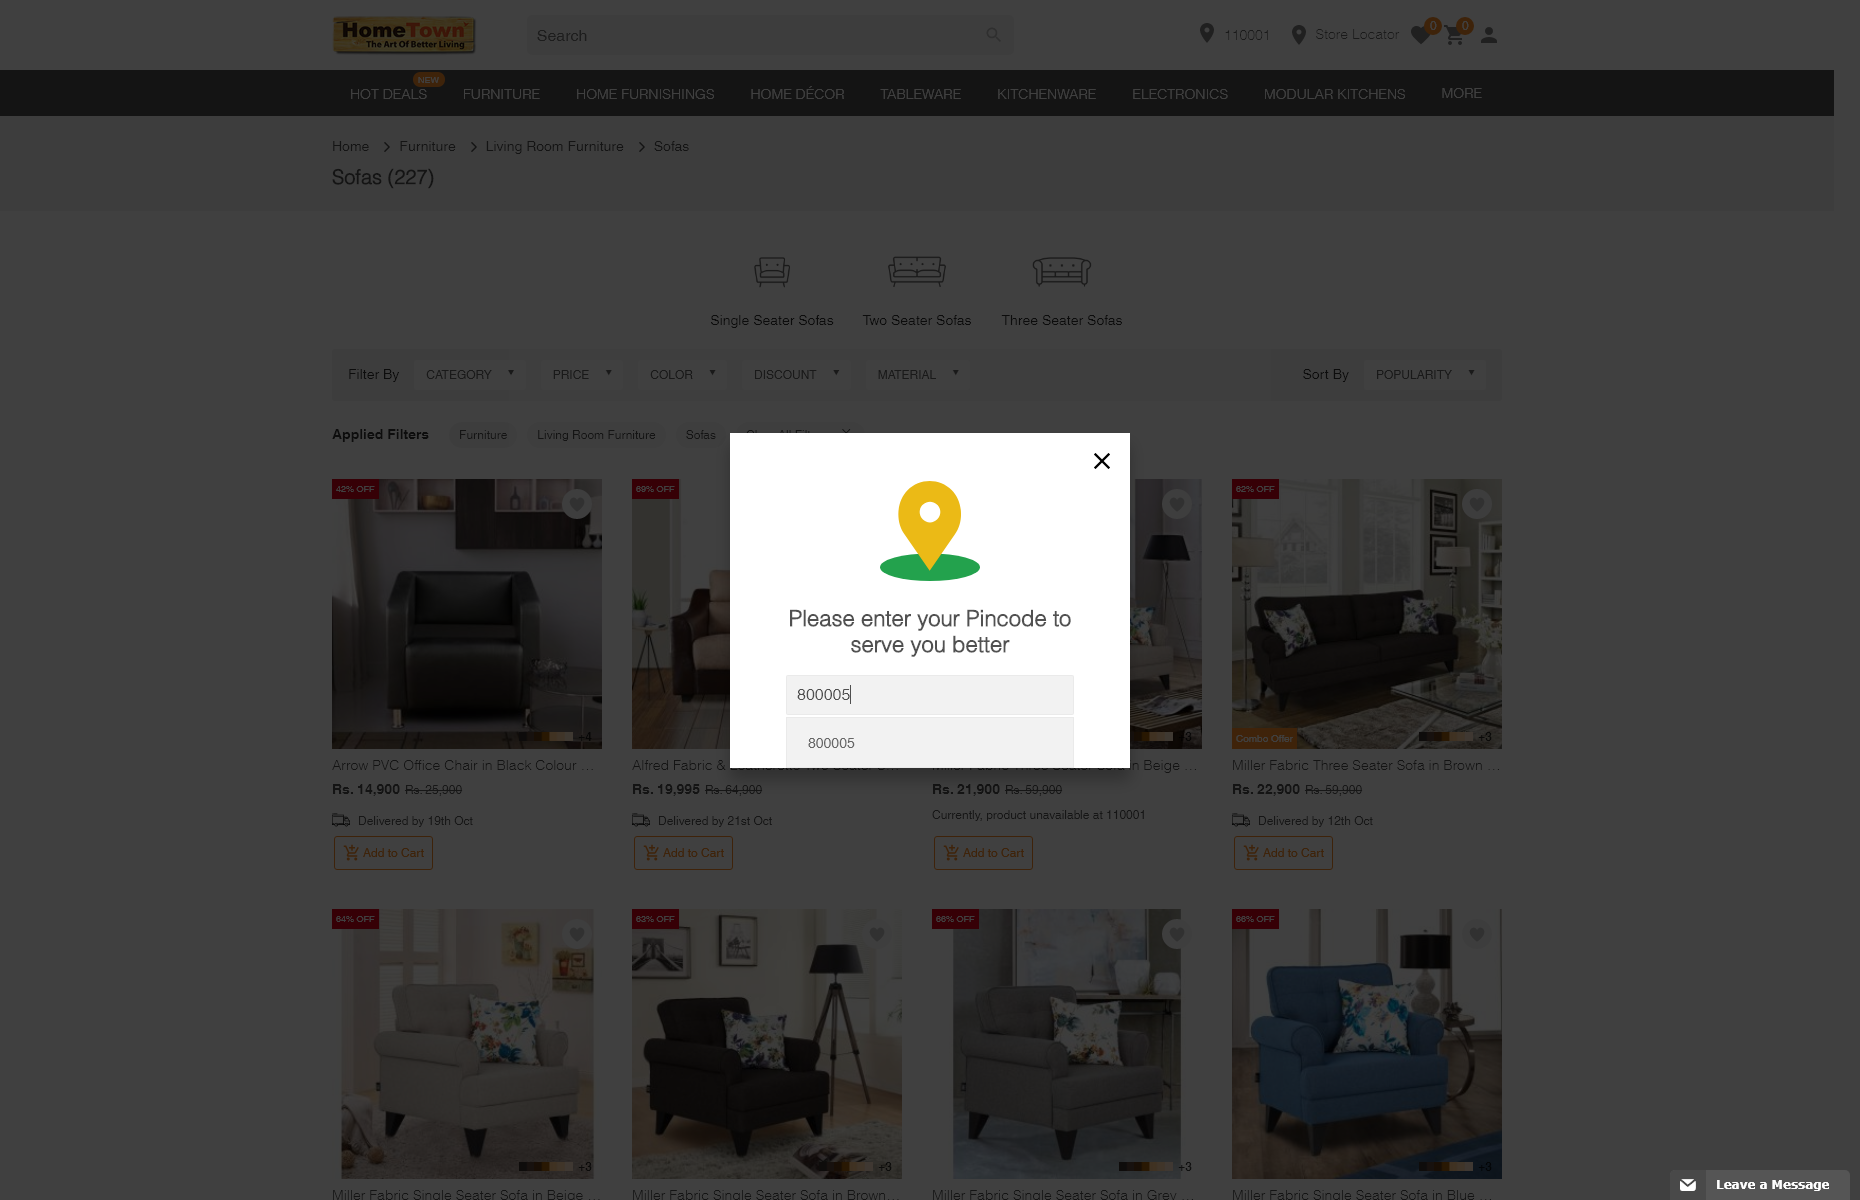 HomeTown
The Art Of Better Living
Search
110001
Store Locator
0
0
NEW
HOT DEALS
FURNITURE
HOME FURNISHINGS
HOME DÉCOR
TABLEWARE
KITCHENWARE
ELECTRONICS
MODULAR KITCHENS
MORE
Home
Furniture
Living Room Furniture
Sofas
Sofas (227)
Single Seater Sofas
Two Seater Sofas
Three Seater Sofas
Filter By
CATEGORY
PRICE
COLOR
DISCOUNT
MATERIAL
Sort By
POPULARITY
Applied Filters
Furniture
Living Room Furniture
Sofas
Please enter your Pincode to
serve you better
800005
800005
42% OFF
69% OFF
62% OFF
+4
+3
Combo Offer
+3
Arrow PVC Office Chair in Black Colour ...
Rs. 14,900 Rs. 25,900
Delivered by 19th Oct
Add to Cart
Alfred Fabric &
Rs. 19,995 Rs. 64,900
Delivered by 21st Oct
Add to Cart
in Beige ...
Rs. 21,900 Rs. 59,900
Currently, product unavailable at 110001
Add to Cart
Miller Fabric Three Seater Sofa in Brown ...
Rs. 22,900 Rs. 59,900
Delivered by 12th Oct
Add to Cart
64% OFF
63% OFF
66% OFF
66% OFF
+3
+3
+3
+3
Miller Fabric Single Seater Sofa in Beige ...
Miller Fabric Single Seater Sofa in Brown...
Miller Fabric Single Seater Sofa in Grey ...
Miller Fabric Single Seater Sofa in Blue ...
Leave a Message